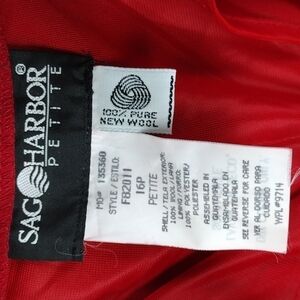 SAG HARBOR®
PETITE
100% PURE
NEW WOOL
MO# 135360
STYLE/ESTILO:
F82011
16P
PETITE
SHELL/TELA EXTERIOR:
100% WOOL/LANA
LINING/FORRO:
100% POLYESTER/
POLIESTER
ASSEMBLED IN
GUATEMALA
ENSAMBLADO EN
GUATEMALA
SEE REVERSE FOR CARE
VER AL DORSO PARA
CUIDADO
WPL#9714